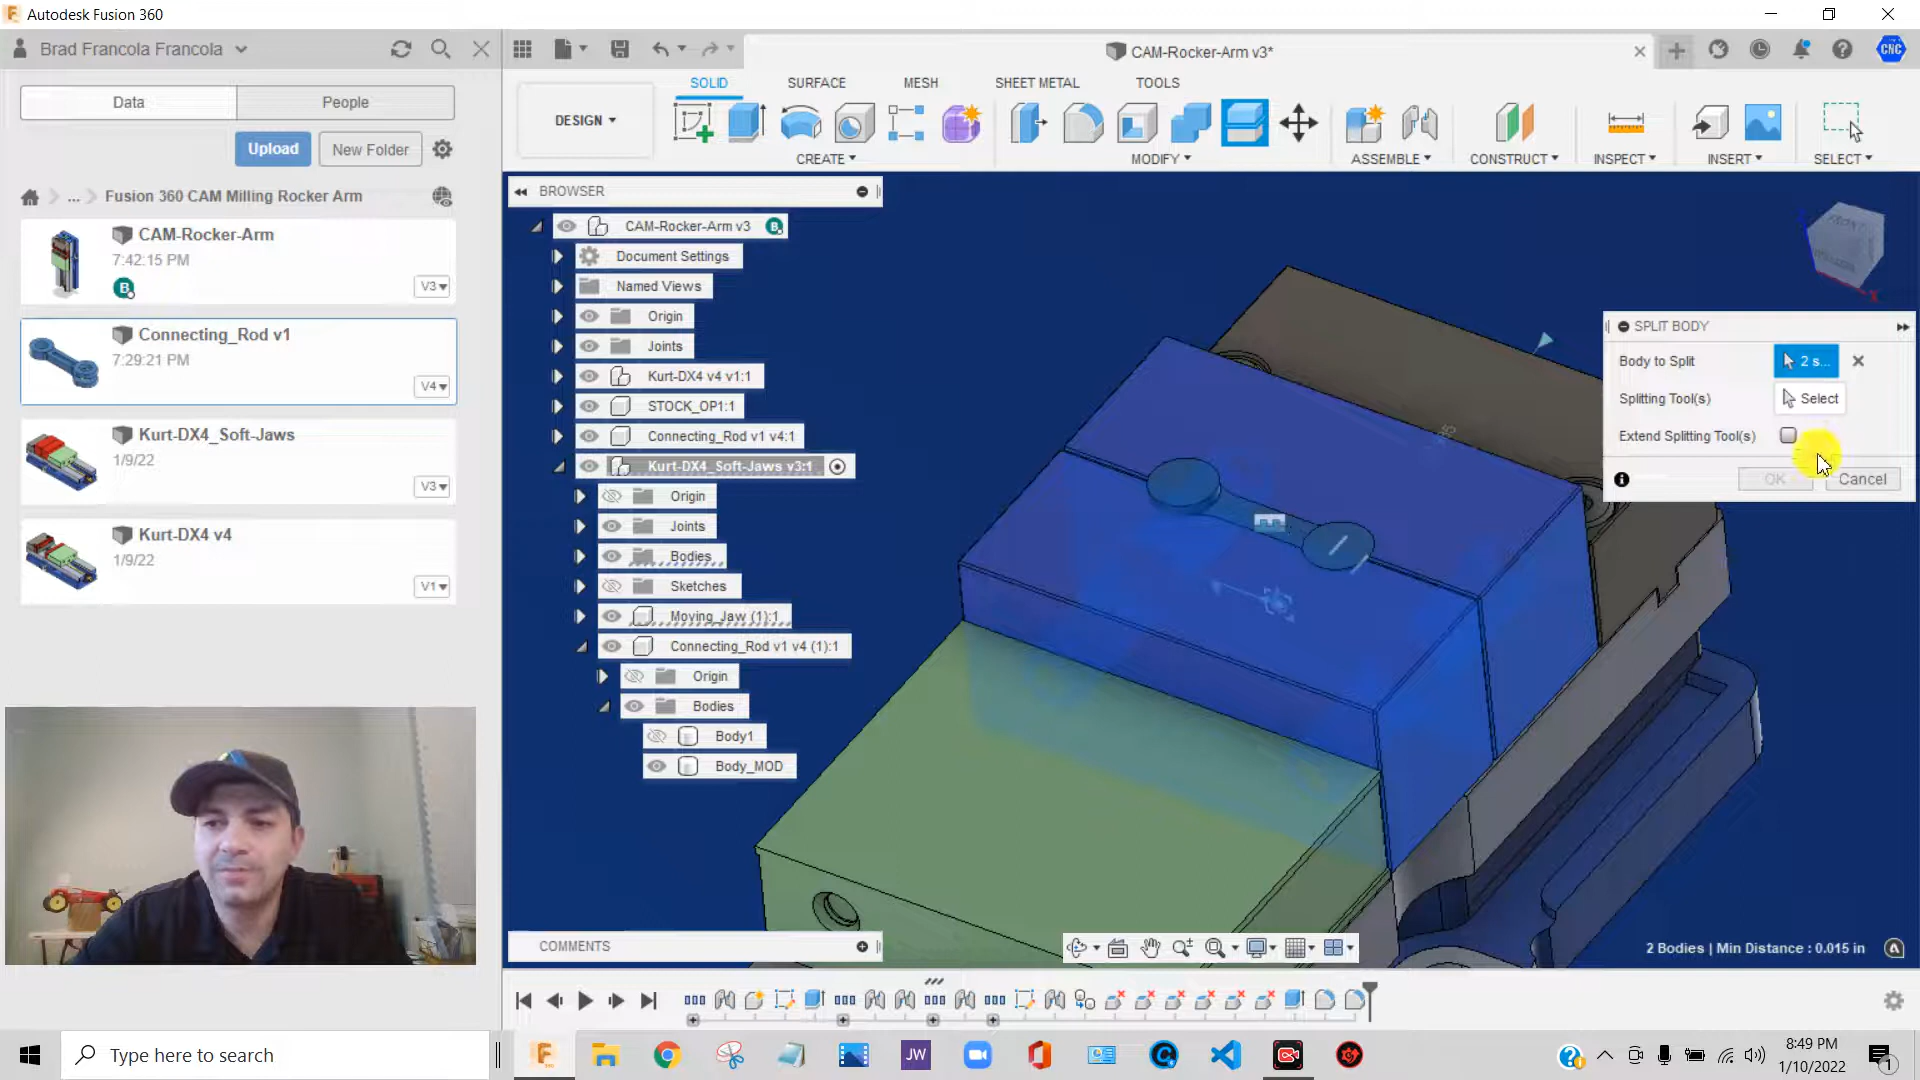 Autodesk Fusion 360
Brad Francola Francola
CAM-Rocker-Arm v3*
CNC
Data
People
Upload
New Folder
... Fusion 360 CAM Milling Rocker Arm
CAM-Rocker-Arm
7:42:15 PM
B
V3
Connecting_Rod v1
7:29:21 PM
V4
Kurt-DX4_Soft-Jaws
1/9/22
V3
Kurt-DX4 v4
1/9/22
V1
SOLID
SURFACE
MESH
SHEET METAL
TOOLS
DESIGN
CREATE
MODIFY
ASSEMBLE
CONSTRUCT
INSPECT
INSERT
SELECT
BROWSER
CAM-Rocker-Arm v3
Document Settings
Named Views
Origin
Joints
Kurt-DX4 v4 v1:1
STOCK_OP1:1
Connecting_Rod v1 v4:1
Kurt-DX4_Soft-Jaws v3:1
Origin
Joints
Bodies
Sketches
Moving_Jaw (1):1
Connecting_Rod v1 v4 (1):1
Origin
Bodies
Body1
Body_MOD
FRONT
X
SPLIT BODY
Body to Split
2 s...
Splitting Tool(s)
Select
Extend Splitting Tool(s)
OK
Cancel
COMMENTS
2 Bodies | Min Distance : 0.015 in
Type here to search
JW
8:49 PM
1/10/2022
1